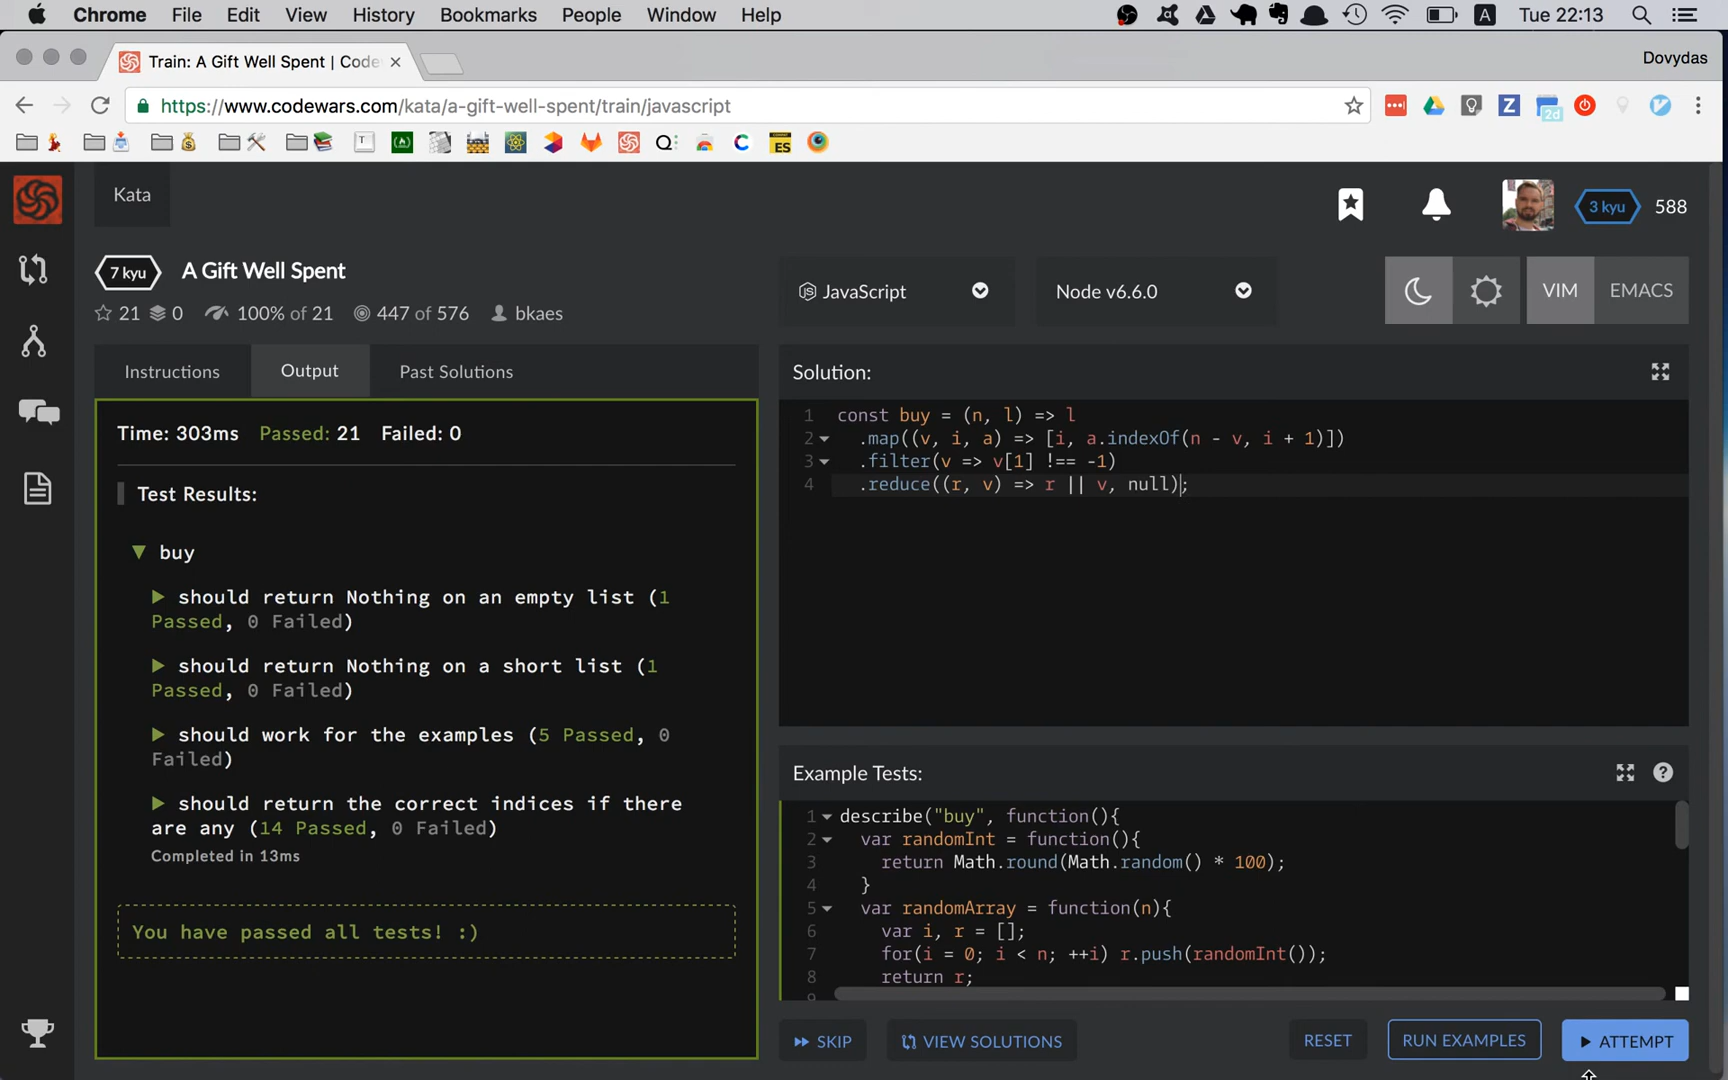 Chrome File Edit View History Bookmarks People Window Help A Tue 22:13
Train: A Gift Well Spent | Code Dovydas
https://www.codewars.com/kata/a-gift-well-spent/train/javascript Z 2d
T Q: C ES
Kata 3 kyu 588
7 kyu A Gift Well Spent
21 0 100% of 21 447 of 576 bkaes
JavaScript Node v6.6.0 VIM EMACS
Instructions Output Past Solutions
Time: 303ms Passed: 21 Failed: 0
Test Results:
▼ buy
▶ should return Nothing on an empty list (1
Passed, 0 Failed)
▶ should return Nothing on a short list (1
Passed, 0 Failed)
▶ should work for the examples (5 Passed, 0
Failed)
▶ should return the correct indices if there
are any (14 Passed, 0 Failed)
Completed in 13ms
You have passed all tests! :)
Solution:
1 const buy = (n, l) => l
2 .map((v, i, a) => [i, a.indexOf(n - v, i + 1)])
3 .filter(v => v[1] !== -1)
4 .reduce((r, v) => r || v, null);
Example Tests: ?
1 describe("buy", function(){
2 var randomInt = function(){
3 return Math.round(Math.random() * 100);
4 }
5 var randomArray = function(n){
6 var i, r = [];
7 for(i = 0; i < n; ++i) r.push(randomInt());
8 return r;
9
SKIP VIEW SOLUTIONS RESET RUN EXAMPLES ATTEMPT